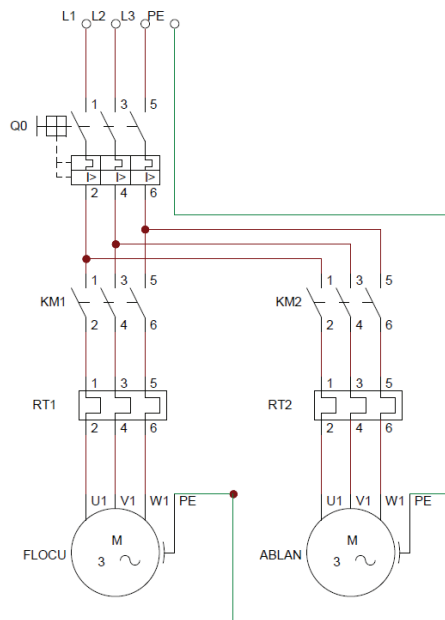 L1 L2 L3 PE
1 3 5
Q0
I> I> I>
2 4 6
1 3 5 1 3 5
KM1 KM2
2 4 6 2 4 6
1 3 5 1 3 5
RT1 RT2
2 4 6 2 4 6
U1 V1 W1 PE U1 V1 W1 PE
M M
FLOCU 3 ABLAN 3